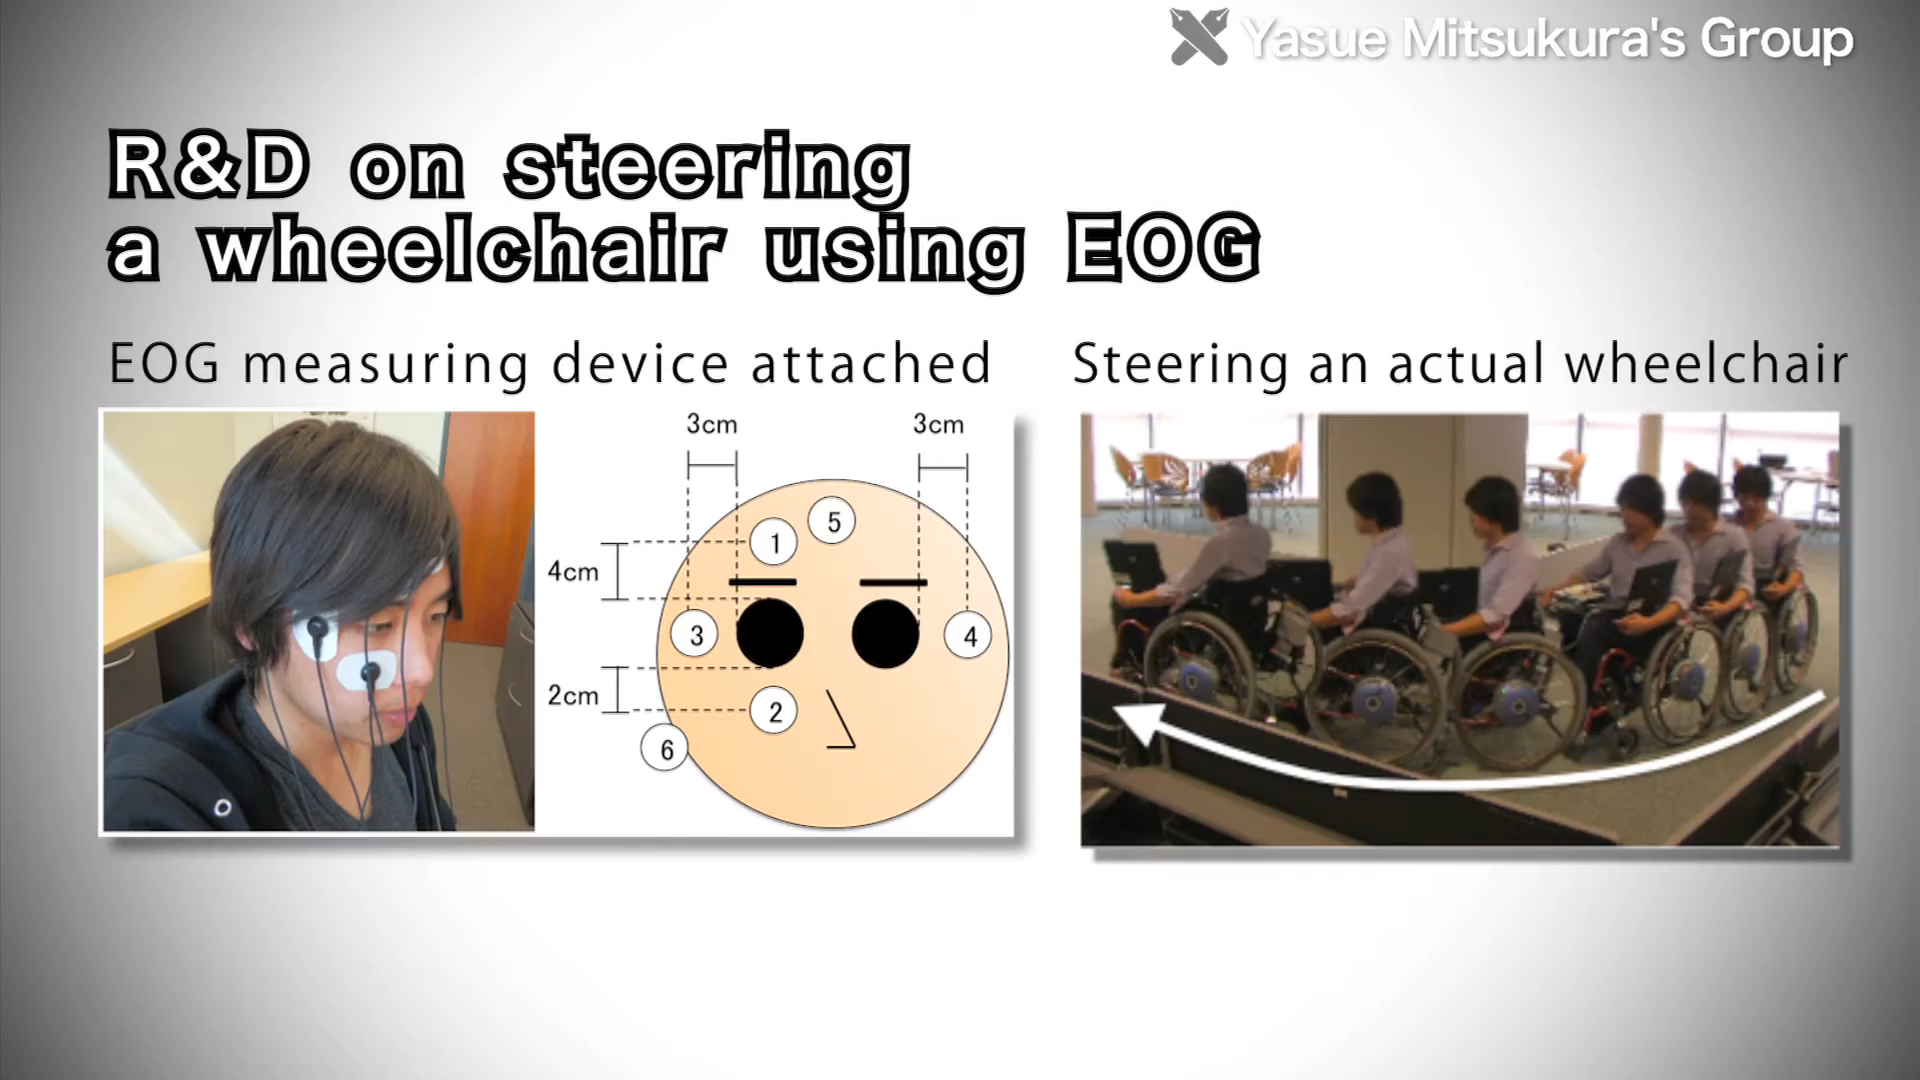 Yasue Mitsukura's Group
R&D on steering
a wheelchair using EOG
EOG measuring device attached
Steering an actual wheelchair
3cm
3cm
5
1
4cm
3
4
2cm
2
6